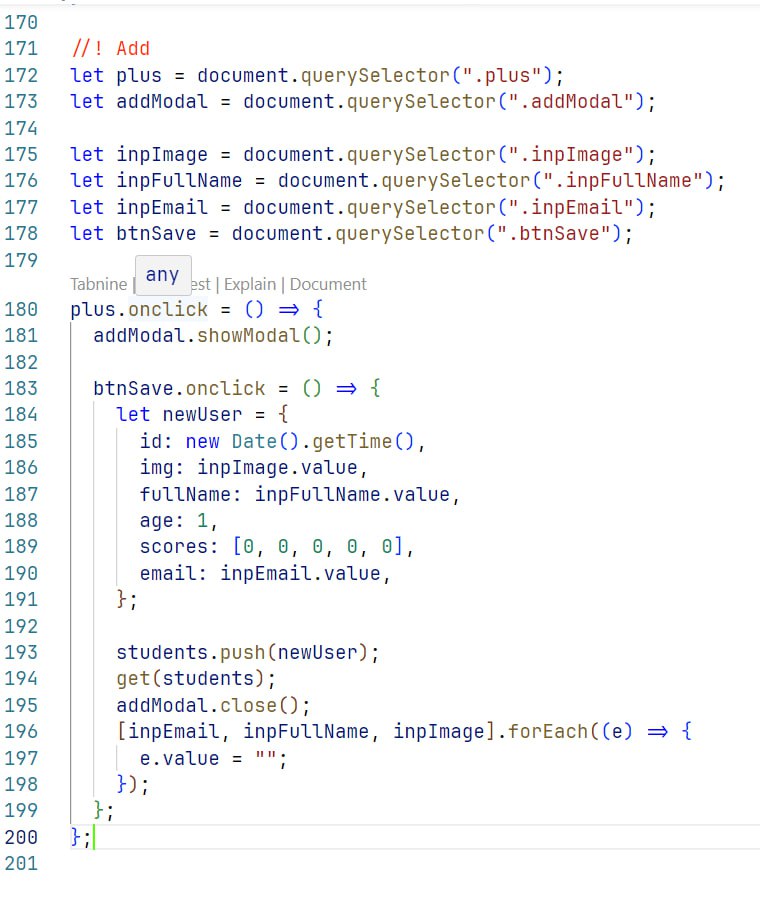 170
171 //! Add
172 let plus = document.querySelector(".plus");
173 let addModal = document.querySelector(".addModal");
174
175 let inpImage = document.querySelector(".inpImage");
176 let inpFullName = document.querySelector(".inpFullName");
177 let inpEmail = document.querySelector(".inpEmail");
178 let btnSave = document.querySelector(".btnSave");
179
any
Tabnine | est | Explain | Document
180 plus.onclick = () => {
181   addModal.showModal();
182
183   btnSave.onclick = () => {
184     let newUser = {
185       id: new Date().getTime(),
186       img: inpImage.value,
187       fullName: inpFullName.value,
188       age: 1,
189       scores: [0, 0, 0, 0, 0],
190       email: inpEmail.value,
191     };
192
193     students.push(newUser);
194     get(students);
195     addModal.close();
196     [inpEmail, inpFullName, inpImage].forEach((e) => {
197       e.value = "";
198     });
199   };
200 };
201